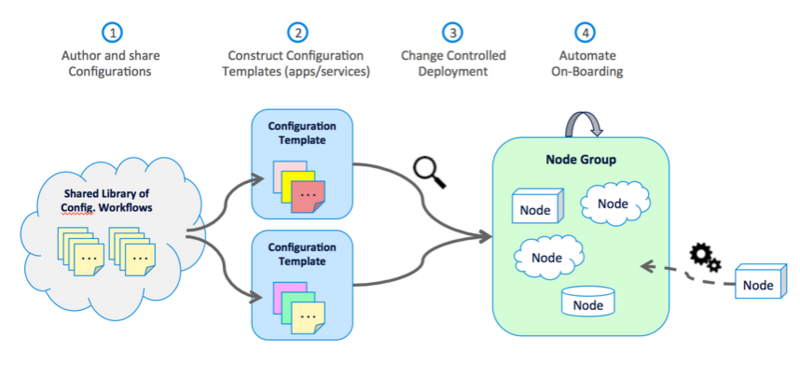 1
Author and share
Configurations
2
Construct Configuration
Templates (apps/services)
3
Change Controlled
Deployment
4
Automate
On-Boarding
Shared Library of
Config. Workflows
...
...
Configuration
Template
...
Configuration
Template
...
Node Group
Node
Node
Node
Node
Node